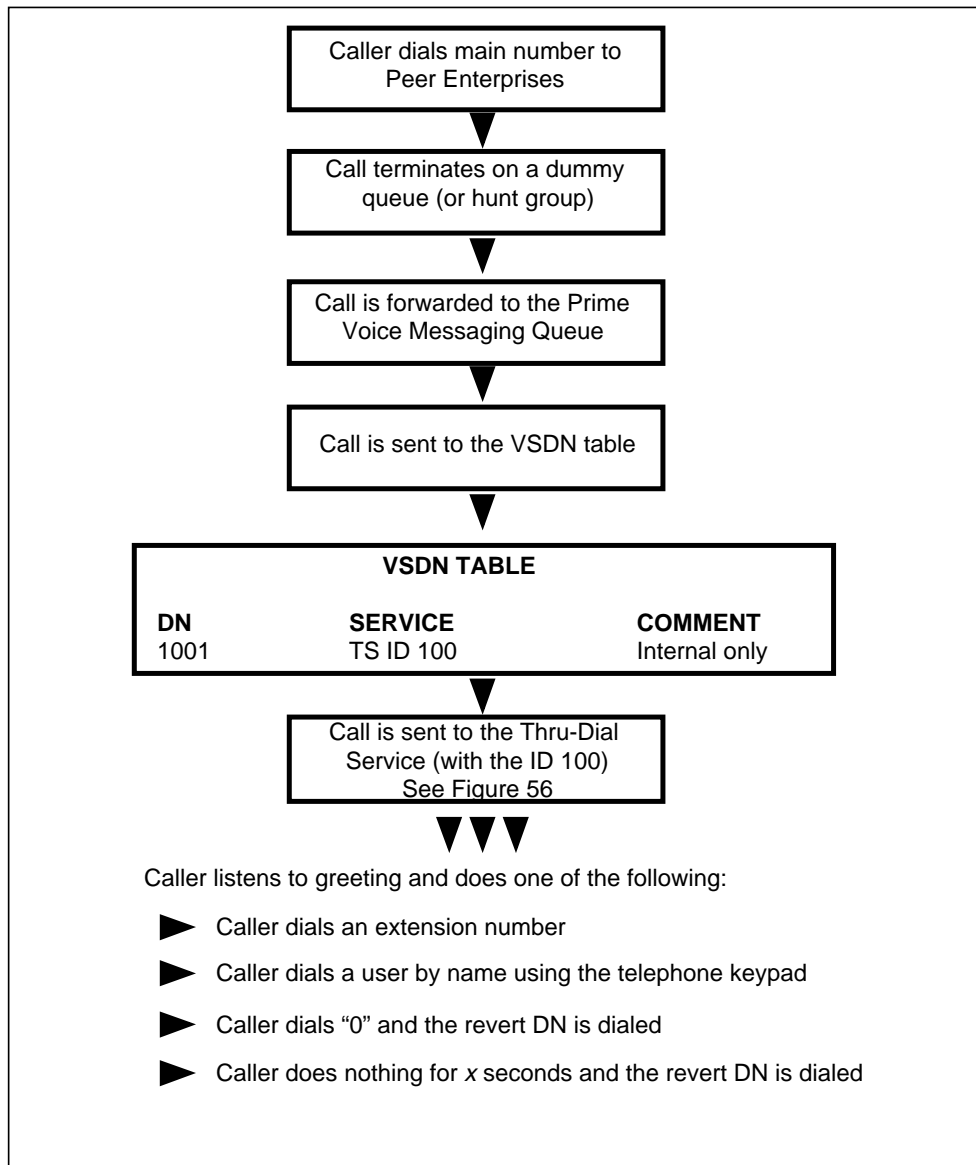 Caller dials main number to
Peer Enterprises
Call terminates on a dummy
queue (or hunt group)
Call is forwarded to the Prime
Voice Messaging Queue
Call is sent to the VSDN table
VSDN TABLE
DN SERVICE COMMENT
1001 TS ID 100 Internal only
Call is sent to the Thru-Dial
Service (with the ID 100)
See Figure 56
Caller listens to greeting and does one of the following:
Caller dials an extension number
Caller dials a user by name using the telephone keypad
Caller dials “0” and the revert DN is dialed
Caller does nothing for x seconds and the revert DN is dialed